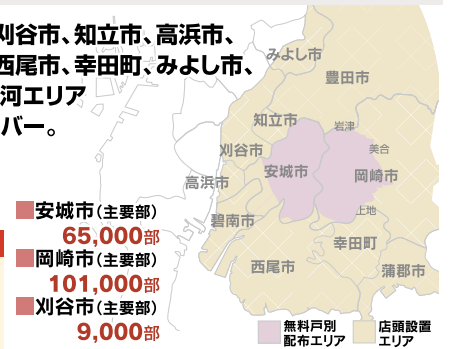 刈谷市、知立市、高浜市、
西尾市、幸田町、みよし市、
河エリア
バー。
みよし市
豊田市
知立市
岩津
刈谷市
美合
安城市
岡崎市
高浜市
上地
碧南市
幸田町
西尾市
蒲郡市
■安城市(主要部)
65,000部
■岡崎市(主要部)
101,000部
■刈谷市(主要部)
9,000部
無料戸別
配布エリア
店頭設置
エリア